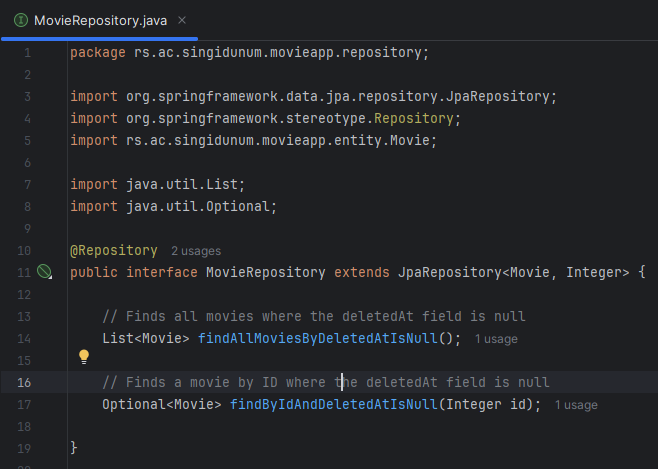 MovieRepository.java
1 package rs.ac.singidunum.movieapp.repository;
2
3 import org.springframework.data.jpa.repository.JpaRepository;
4 import org.springframework.stereotype.Repository;
5 import rs.ac.singidunum.movieapp.entity.Movie;
6
7 import java.util.List;
8 import java.util.Optional;
9
10 @Repository 2 usages
11 public interface MovieRepository extends JpaRepository<Movie, Integer> {
12
13 // Finds all movies where the deletedAt field is null
14 List<Movie> findAllMoviesByDeletedAtIsNull(); 1 usage
15
16 // Finds a movie by ID where the deletedAt field is null
17 Optional<Movie> findByIdAndDeletedAtIsNull(Integer id); 1 usage
18
19 }